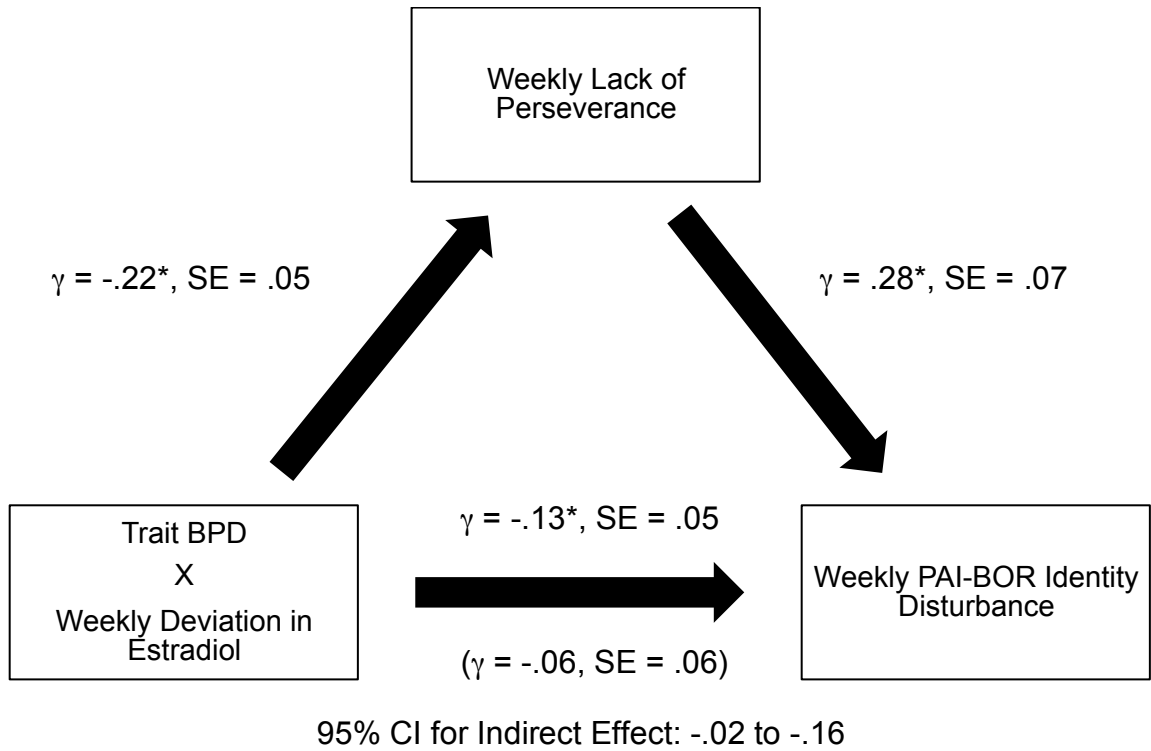 Weekly Lack of
Perseverance
γ = -.22*, SE = .05
γ = .28*, SE = .07
Trait BPD
X
Weekly Deviation in
Estradiol
γ = -.13*, SE = .05
(γ = -.06, SE = .06)
Weekly PAI-BOR Identity
Disturbance
95% CI for Indirect Effect: -.02 to -.16